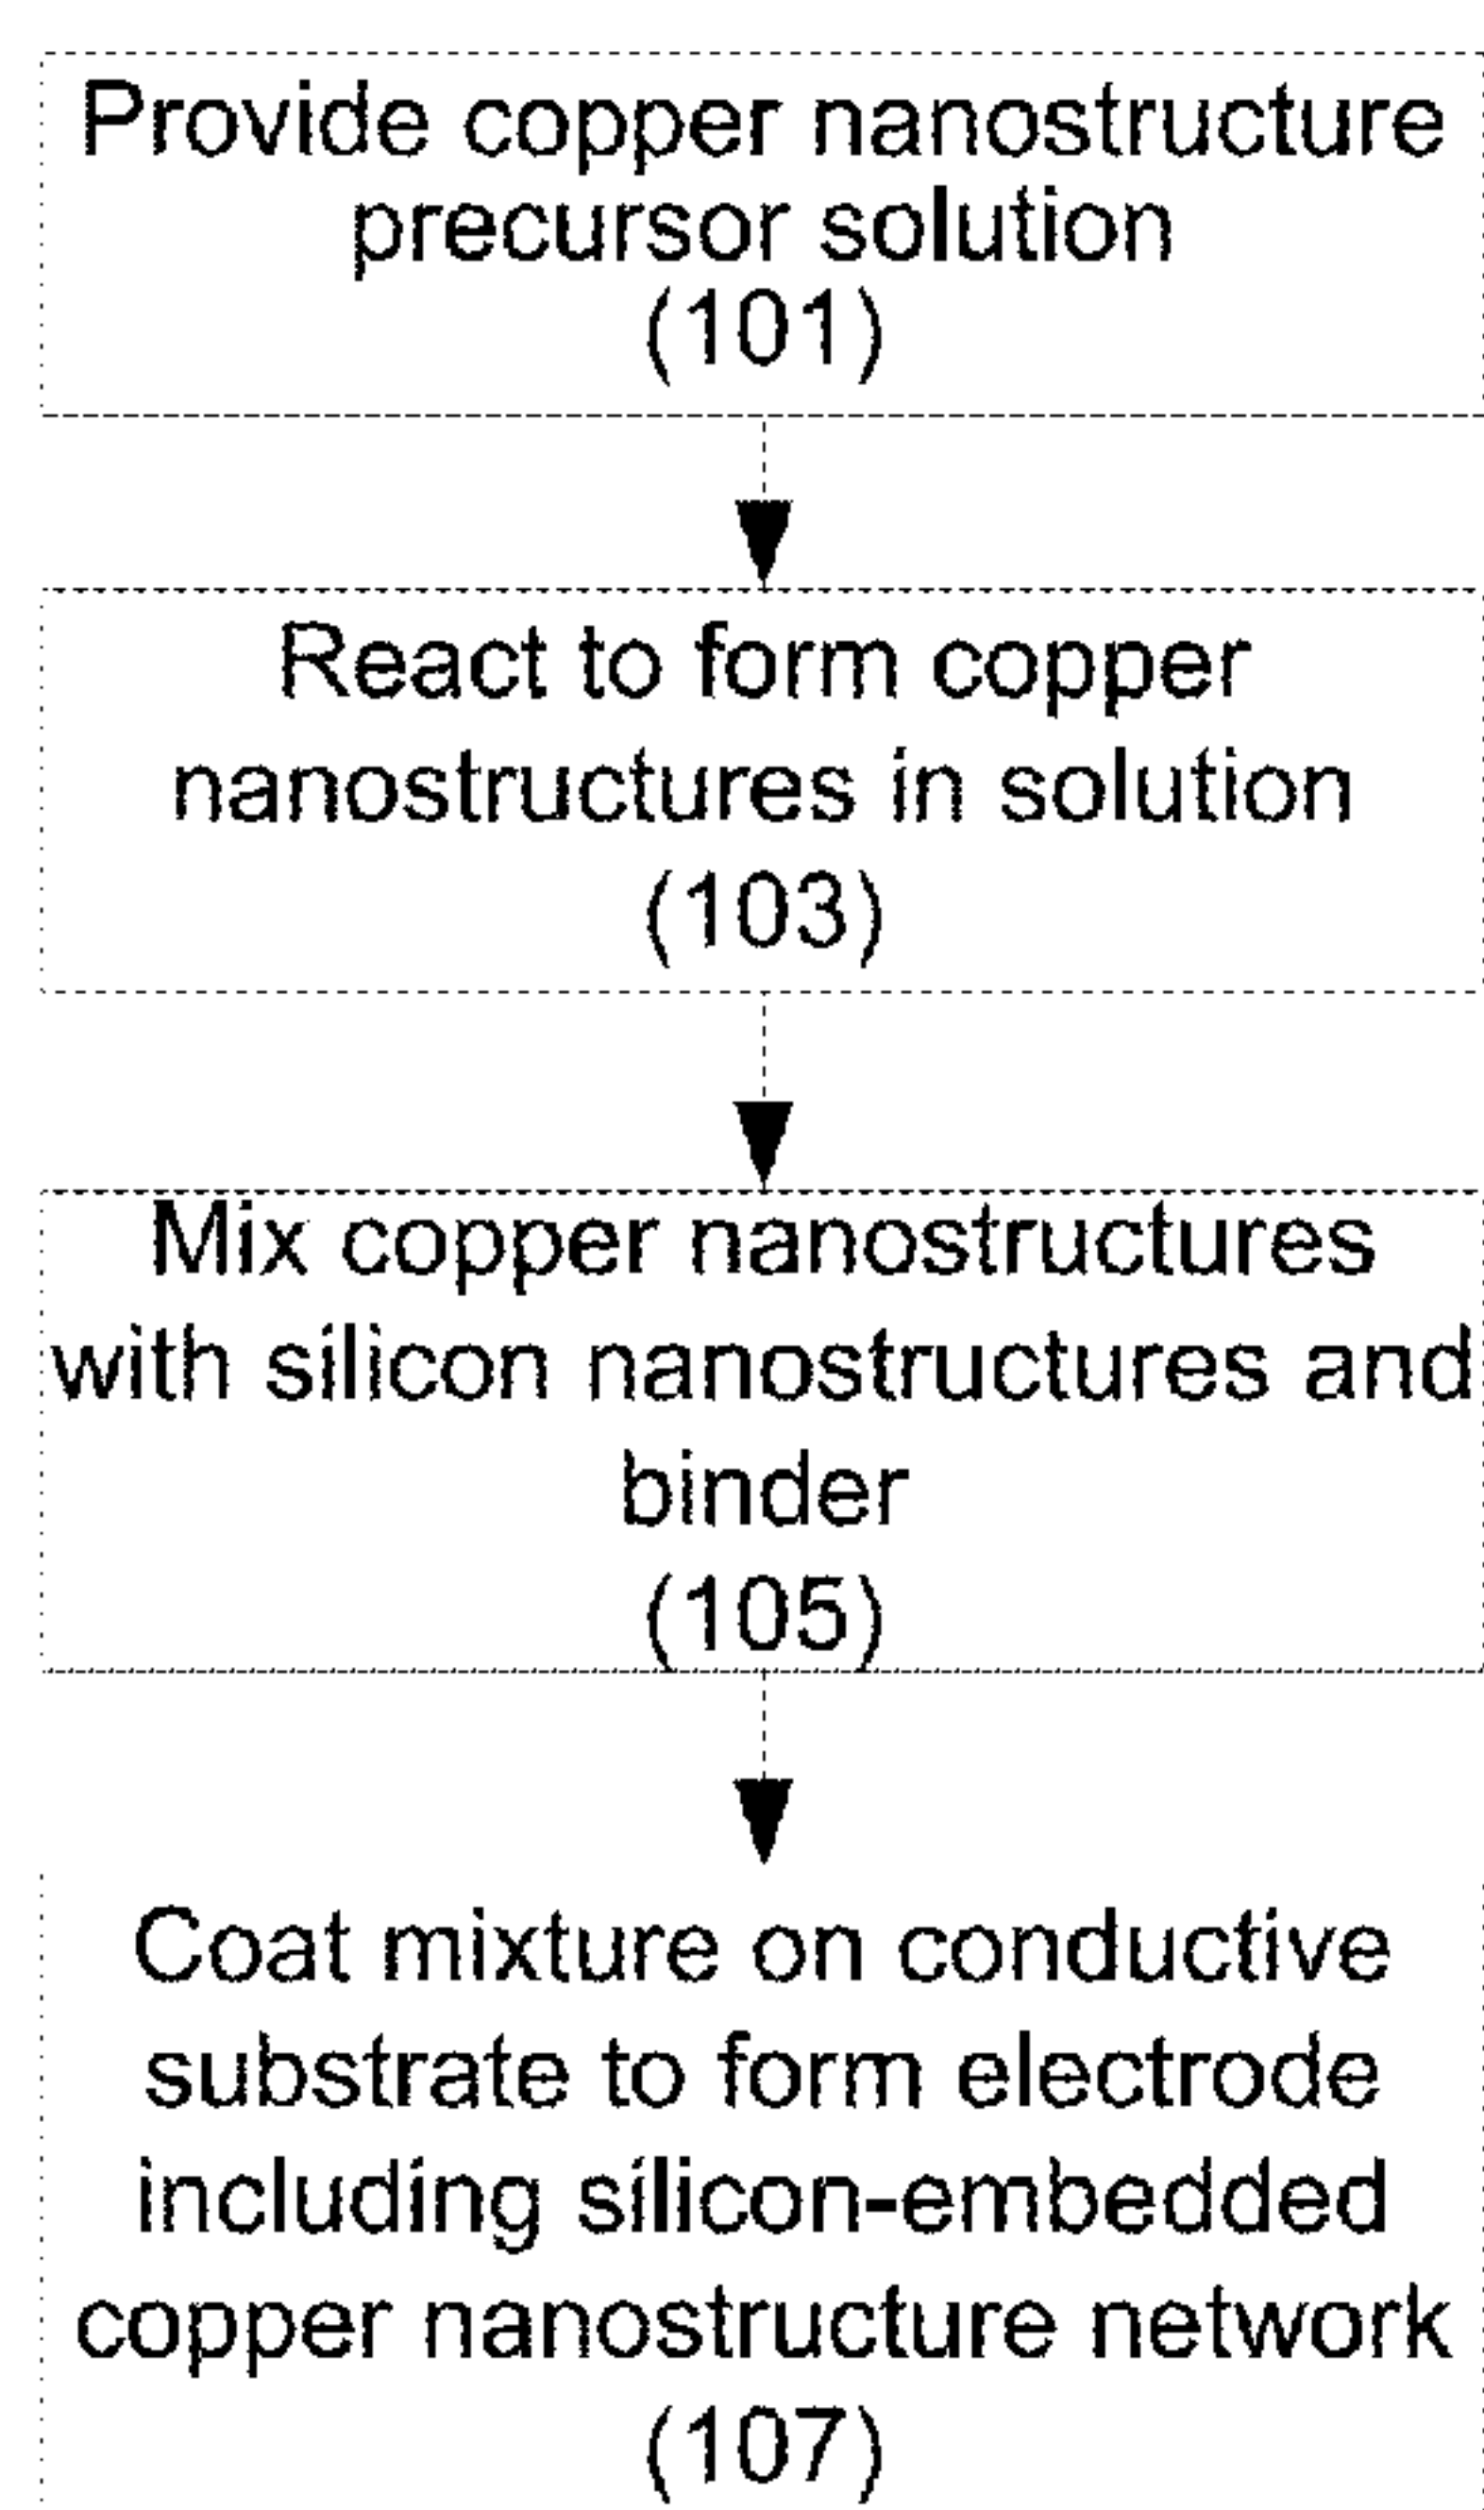 Provide copper nanostructure
precursor solution
(101)
React to form copper
nanostructures in solution
(103)
Mix copper nanostructures
with silicon nanostructures and
binder
(105)
Coat mixture on conductive
substrate to form electrode
including silicon-embedded
copper nanostructure network
(107)